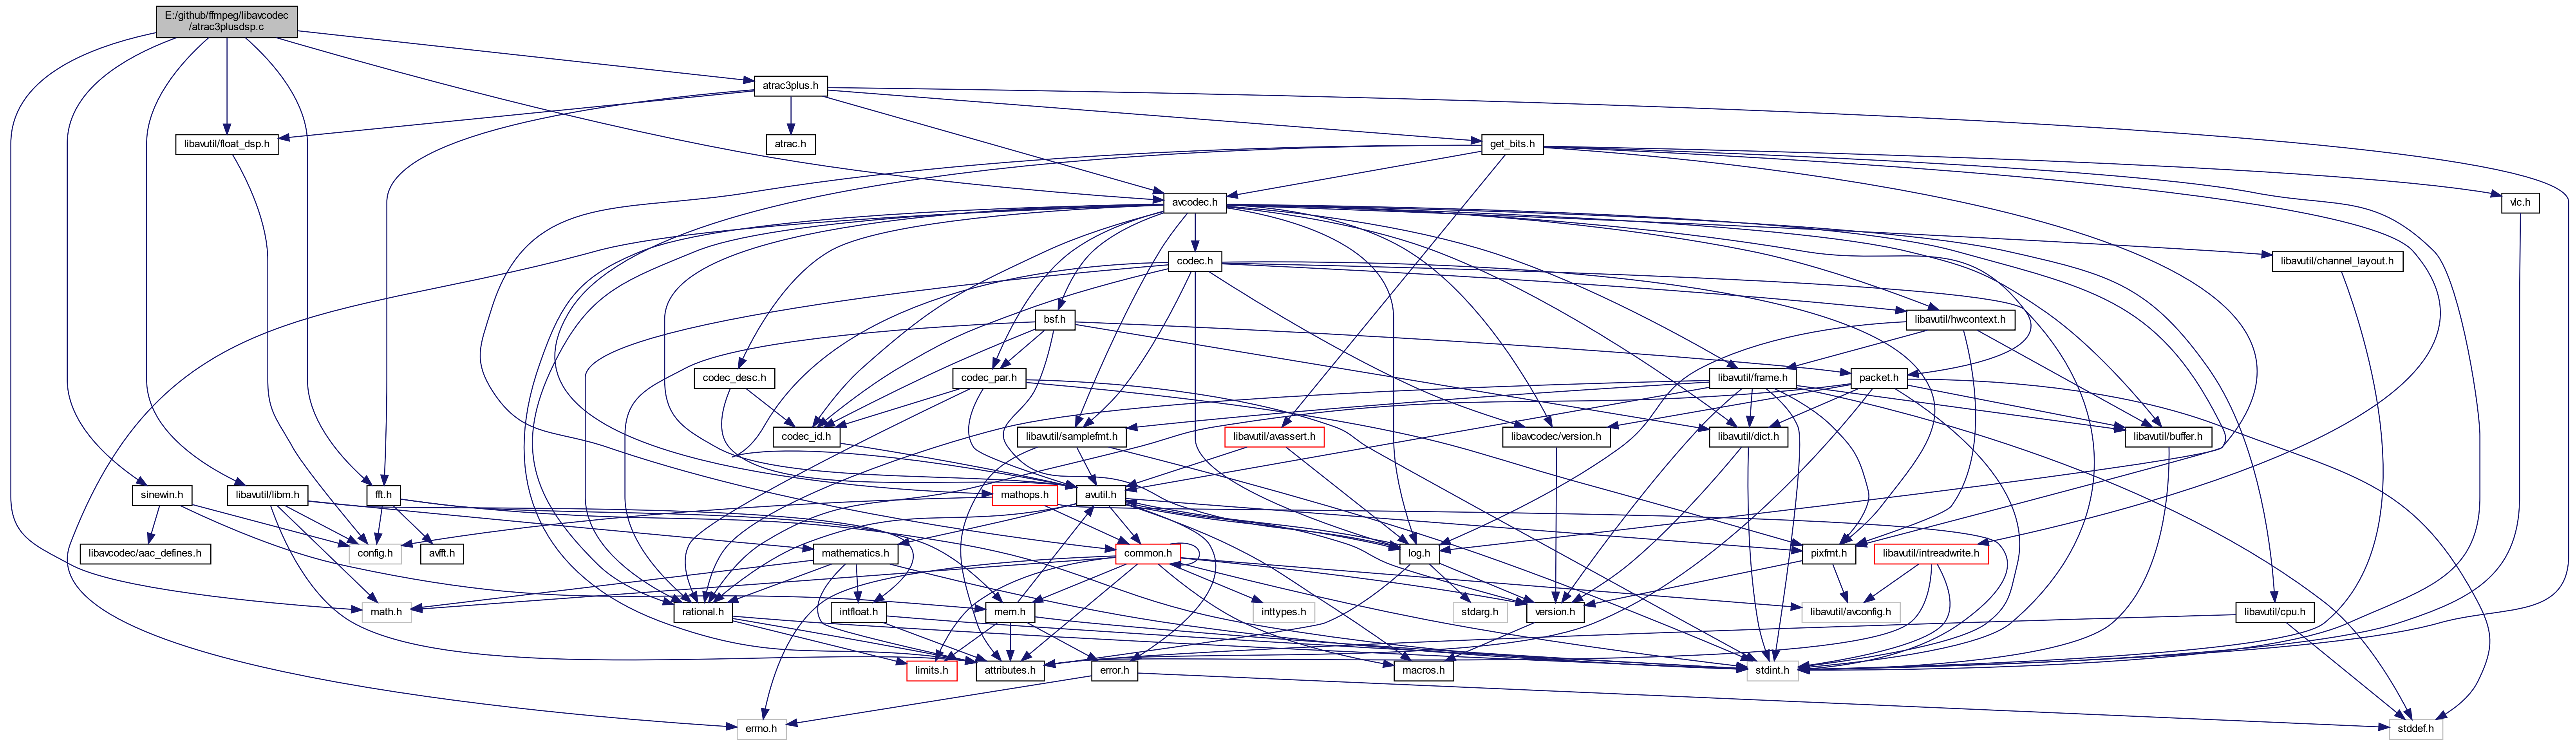 E:/github/ffmpeg/libavcodec
/atrac3plusdsp.c
atrac3plus.h
libavutil/float_dsp.h
atrac.h
get_bits.h
avcodec.h
vlc.h
codec.h
libavutil/channel_layout.h
bsf.h
libavutil/hwcontext.h
codec_desc.h
codec_par.h
libavutil/frame.h
packet.h
codec_id.h
libavutil/samplefmt.h
libavutil/avassert.h
libavcodec/version.h
libavutil/dict.h
libavutil/buffer.h
sinewin.h
libavutil/libm.h
fft.h
mathops.h
avutil.h
libavcodec/aac_defines.h
config.h
avfft.h
mathematics.h
common.h
log.h
pixfmt.h
libavutil/intreadwrite.h
math.h
rational.h
intfloat.h
mem.h
inttypes.h
stdarg.h
version.h
libavutil/avconfig.h
libavutil/cpu.h
limits.h
attributes.h
error.h
macros.h
stdint.h
errno.h
stddef.h